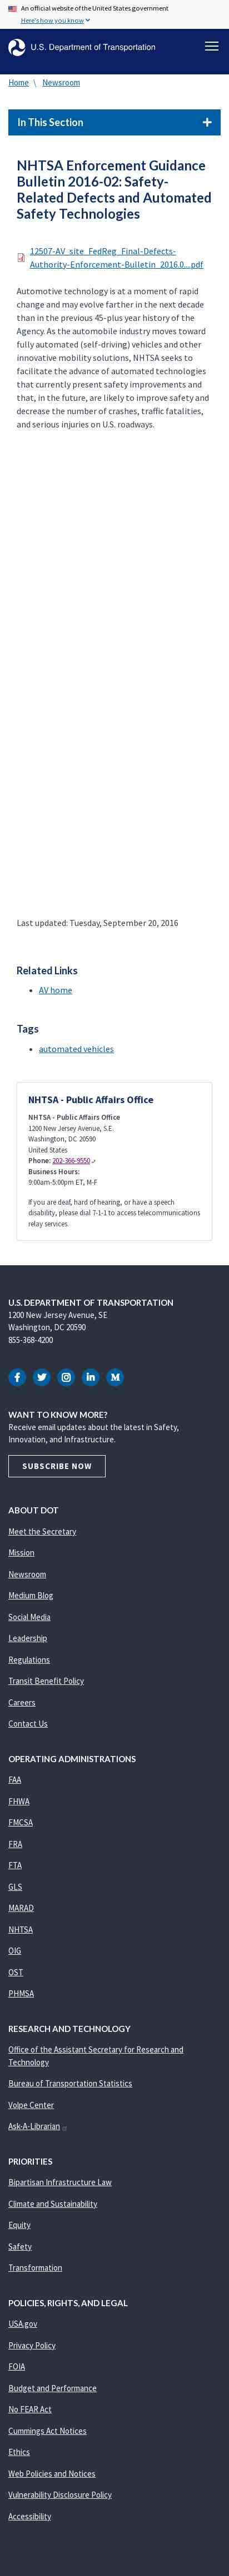 An official website of the United States government
Here's how you know
U.S. Department of Transportation
Home \ Newsroom
In This Section
NHTSA Enforcement Guidance
Bulletin 2016-02: Safety-
Related Defects and Automated
Safety Technologies
12507-AV_site_FedReg_Final-Defects-
Authority-Enforcement-Bulletin_2016.0....pdf
Automotive technology is at a moment of rapid
change and may evolve farther in the next decade
than in the previous 45-plus year history of the
Agency. As the automobile industry moves toward
fully automated (self-driving) vehicles and other
innovative mobility solutions, NHTSA seeks to
facilitate a pace of automotive technologies that
that currently present safety improvements and
that, in the future, are likely to improve safety and
decrease the number of crashes, traffic fatalities,
and serious injuries on U.S. roadways.
Last updated: Tuesday, September 20, 2016
Related Links
AV home
Tags
automated vehicles
NHTSA - Public Affairs Office
NHTSA - Public Affairs Office
1200 New Jersey Avenue, S.E.
Washington, DC 20590
United States
Phone: 202-366-9550
Business Hours:
9:00am-5:00pm ET, M-F
If you are deaf, hard of hearing, or have a speech
disability, please dial 7-1-1 to access telecommunications
relay services.
U.S. DEPARTMENT OF TRANSPORTATION
1200 New Jersey Avenue, SE
Washington, DC 20590
855-368-4200
WANT TO KNOW MORE?
Receive email updates about the latest in Safety,
Innovation, and Infrastructure.
SUBSCRIBE NOW
ABOUT DOT
Meet the Secretary
Mission
Newsroom
Medium Blog
Social Media
Leadership
Regulations
Transit Benefit Policy
Careers
Contact Us
OPERATING ADMINISTRATIONS
FAA
FHWA
FMCSA
FRA
FTA
GLS
MARAD
NHTSA
OIG
OST
PHMSA
RESEARCH AND TECHNOLOGY
Office of the Assistant Secretary for Research and
Technology
Bureau of Transportation Statistics
Volpe Center
Ask-A-Librarian
PRIORITIES
Bipartisan Infrastructure Law
Climate and Sustainability
Equity
Safety
Transformation
POLICIES, RIGHTS, AND LEGAL
USA.gov
Privacy Policy
FOIA
Budget and Performance
No FEAR Act
Cummings Act Notices
Ethics
Web Policies and Notices
Vulnerability Disclosure Policy
Accessibility